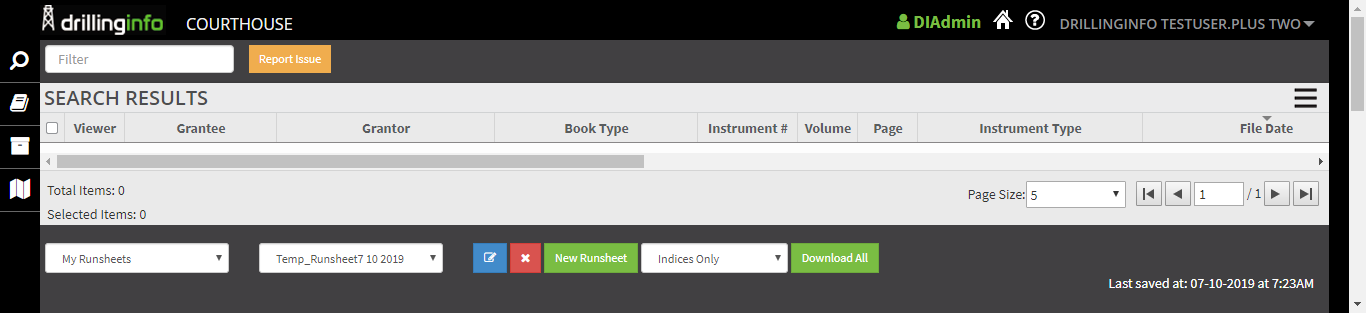 drillinginfo COURTHOUSE DIAdmin DRILLINGINFO TESTUSER.PLUS TWO
Filter Report Issue
SEARCH RESULTS
Viewer Grantee Grantor Book Type Instrument # Volume Page Instrument Type File Date
Total Items: 0
Page Size: 5 1 / 1
Selected Items: 0
My Runsheets Temp_Runsheet7 10 2019 New Runsheet Indices Only Download All
Last saved at: 07-10-2019 at 7:23AM